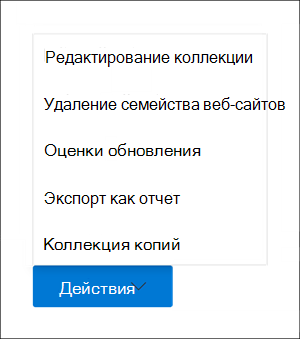 Редактирование коллекции
Удаление семейства веб-сайтов
Оценки обновления
Экспорт как отчет
Коллекция копий
Действия